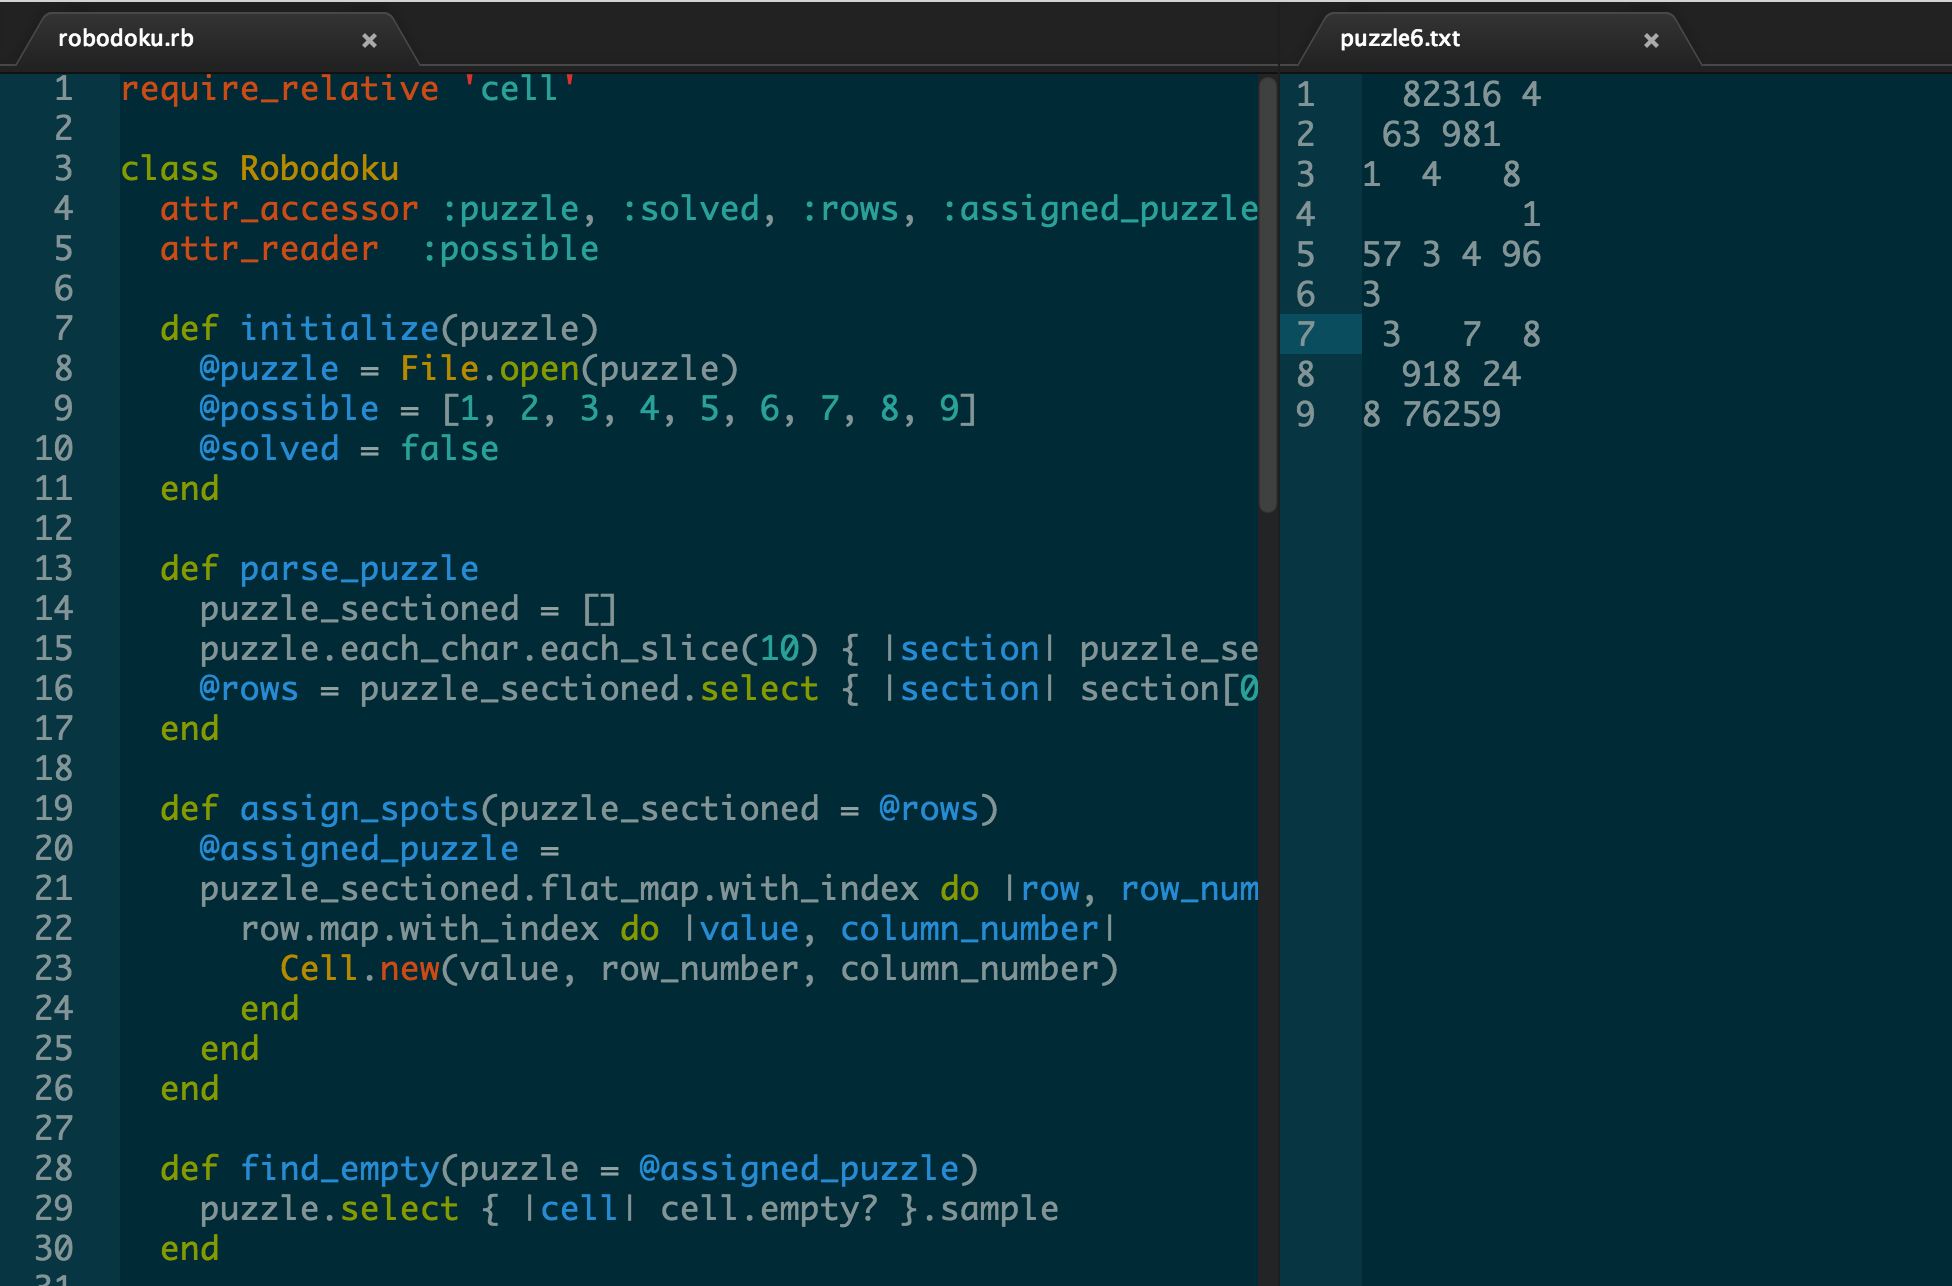 robodoku.rb ×
1 require_relative 'cell'
2
3 class Robodoku
4   attr_accessor :puzzle, :solved, :rows, :assigned_puzzle
5   attr_reader  :possible
6
7   def initialize(puzzle)
8     @puzzle = File.open(puzzle)
9     @possible = [1, 2, 3, 4, 5, 6, 7, 8, 9]
10     @solved = false
11   end
12
13   def parse_puzzle
14     puzzle_sectioned = []
15     puzzle.each_char.each_slice(10) { |section| puzzle_se
16     @rows = puzzle_sectioned.select { |section| section[0
17   end
18
19   def assign_spots(puzzle_sectioned = @rows)
20     @assigned_puzzle =
21     puzzle_sectioned.flat_map.with_index do |row, row_num
22       row.map.with_index do |value, column_number|
23         Cell.new(value, row_number, column_number)
24       end
25     end
26   end
27
28   def find_empty(puzzle = @assigned_puzzle)
29     puzzle.select { |cell| cell.empty? }.sample
30   end
31
puzzle6.txt ×
1   82316 4
2  63 981
3 1  4   8
4         1
5 57 3 4 96
6 3
7  3   7  8
8   918 24
9 8 76259